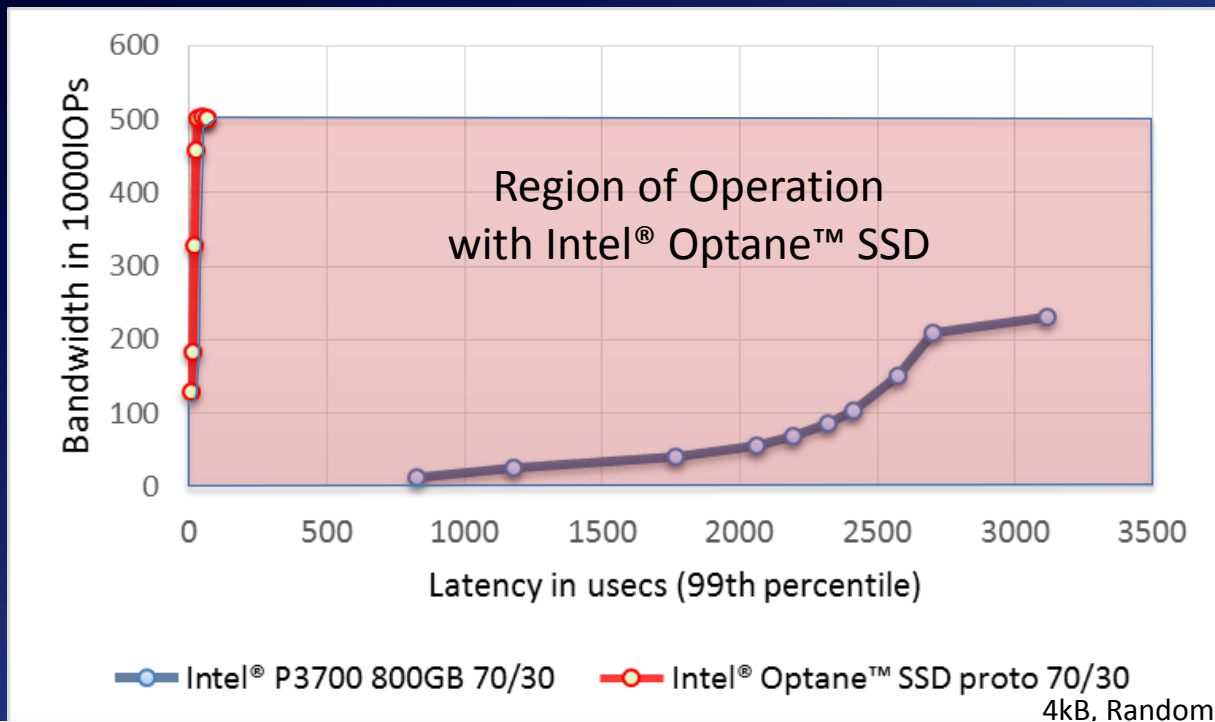 600
500
400
300
200
100
0
Bandwidth in 1000IOPs
Region of Operation
with Intel® Optane™ SSD
0 500 1000 1500 2000 2500 3000 3500
Latency in usecs (99th percentile)
Intel® P3700 800GB 70/30 Intel® Optane™ SSD proto 70/30
4kB, Random